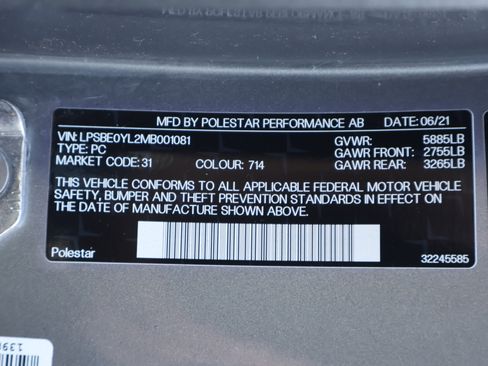 MFD BY POLESTAR PERFORMANCE AB DATE: 06/21
VIN: LPSBE0YL2MB001081 GVWR: 5885LB
TYPE: PC GAWR FRONT: 2755LB
MARKET CODE: 31 COLOUR: 714 GAWR REAR: 3265LB
THIS VEHICLE CONFORMS TO ALL APPLICABLE FEDERAL MOTOR VEHICLE
SAFETY, BUMPER AND THEFT PREVENTION STANDARDS IN EFFECT ON
THE DATE OF MANUFACTURE SHOWN ABOVE.
Polestar 32245585